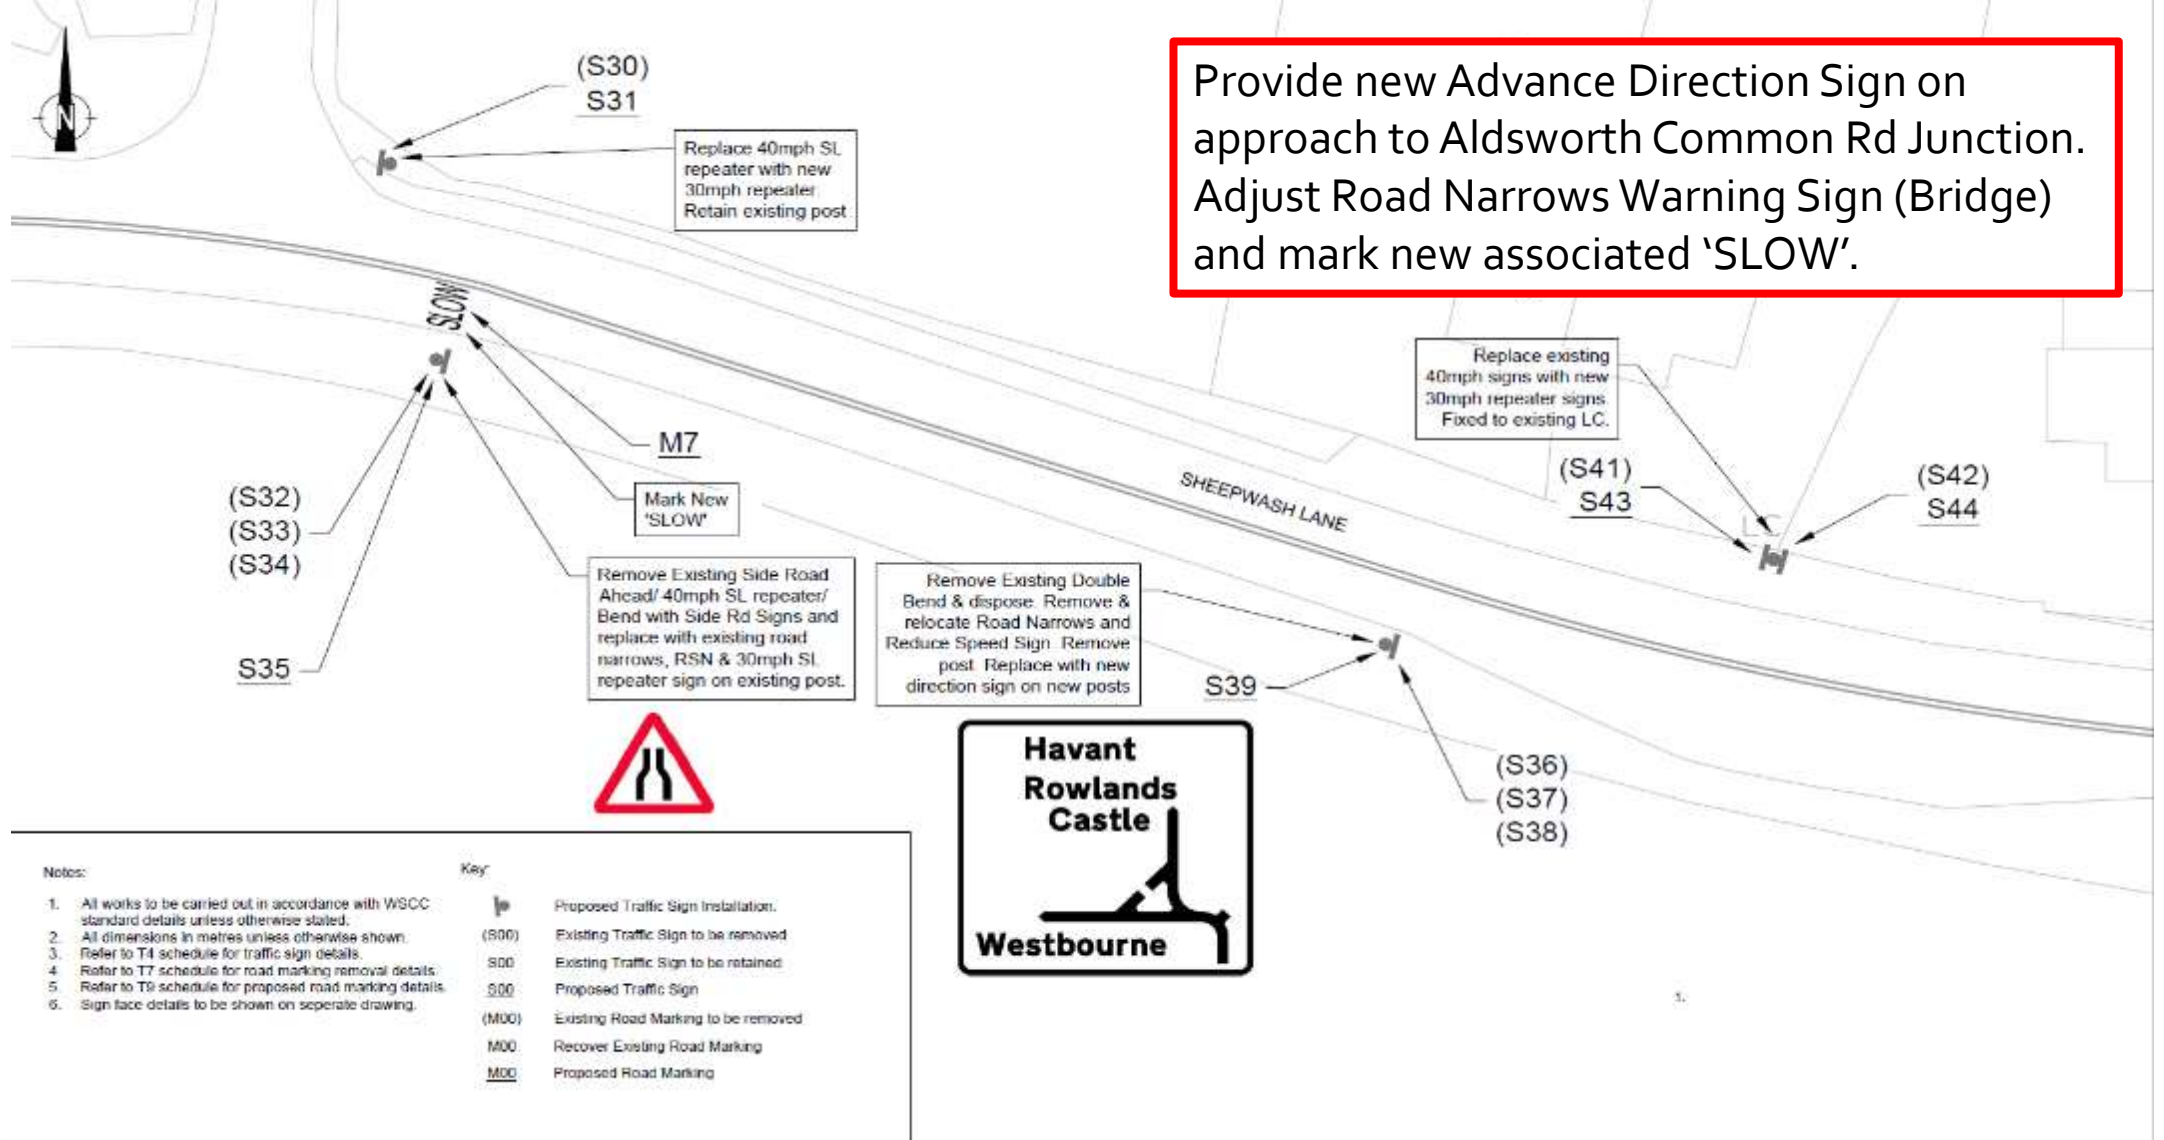 Provide new Advance Direction Sign on
approach to Aldsworth Common Rd Junction.
Adjust Road Narrows Warning Sign (Bridge)
and mark new associated ‘SLOW’.
N
(S30)
S31
Replace 40mph SL
repeater with new
30mph repeater
Retain existing post
SLOW
M7
Mark New
'SLOW'
(S32)
(S33)
(S34)
S35
Remove Existing Side Road
Ahead/ 40mph SL repeater/
Bend with Side Rd Signs and
replace with existing road
narrows, RSN & 30mph SL
repeater sign on existing post.
Remove Existing Double
Bend & dispose. Remove &
relocate Road Narrows and
Reduce Speed Sign. Remove
post. Replace with new
direction sign on new posts
SHEEPWASH LANE
Replace existing
40mph signs with new
30mph repeater signs.
Fixed to existing LC.
(S41)
S43
(S42)
S44
LC
S39
(S36)
(S37)
(S38)
Havant
Rowlands
Castle
Westbourne
Notes:
1. All works to be carried out in accordance with WSCC
standard details unless otherwise stated.
2. All dimensions in metres unless otherwise shown.
3. Refer to T4 schedule for traffic sign details.
4 Refer to T7 schedule for road marking removal details.
5. Refer to T9 schedule for proposed road marking details.
6. Sign face details to be shown on seperate drawing.
Key:
Proposed Traffic Sign Installation.
(S00) Existing Traffic Sign to be removed
S00 Existing Traffic Sign to be retained
S00 Proposed Traffic Sign
(M00) Existing Road Marking to be removed
M00 Recover Existing Road Marking
M00 Proposed Road Marking
1.